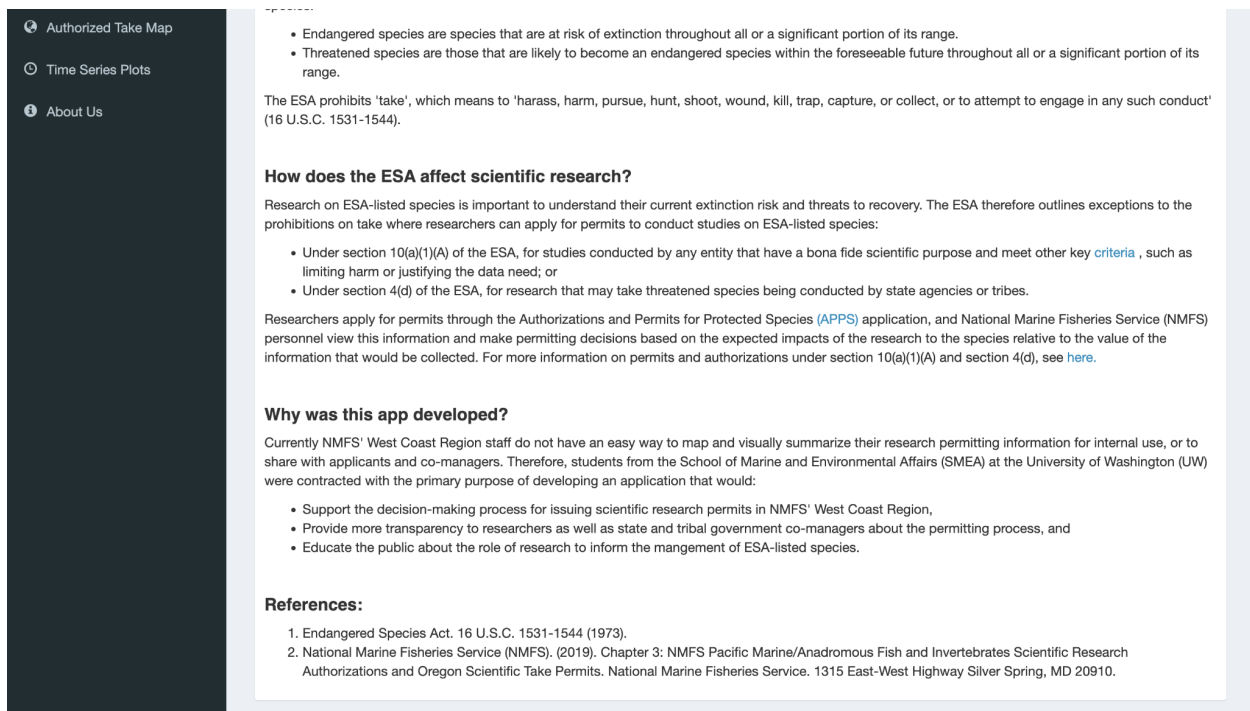 Authorized Take Map
Time Series Plots
About Us
species:
• Endangered species are species that are at risk of extinction throughout all or a significant portion of its range.
• Threatened species are those that are likely to become an endangered species within the foreseeable future throughout all or a significant portion of its
range.
The ESA prohibits 'take', which means to 'harass, harm, pursue, hunt, shoot, wound, kill, trap, capture, or collect, or to attempt to engage in any such conduct'
(16 U.S.C. 1531-1544).
How does the ESA affect scientific research?
Research on ESA-listed species is important to understand their current extinction risk and threats to recovery. The ESA therefore outlines exceptions to the
prohibitions on take where researchers can apply for permits to conduct studies on ESA-listed species:
• Under section 10(a)(1)(A) of the ESA, for studies conducted by any entity that have a bona fide scientific purpose and meet other key criteria , such as
limiting harm or justifying the data need; or
• Under section 4(d) of the ESA, for research that may take threatened species being conducted by state agencies or tribes.
Researchers apply for permits through the Authorizations and Permits for Protected Species (APPS) application, and National Marine Fisheries Service (NMFS)
personnel view this information and make permitting decisions based on the expected impacts of the research to the species relative to the value of the
information that would be collected. For more information on permits and authorizations under section 10(a)(1)(A) and section 4(d), see here.
Why was this app developed?
Currently NMFS' West Coast Region staff do not have an easy way to map and visually summarize their research permitting information for internal use, or to
share with applicants and co-managers. Therefore, students from the School of Marine and Environmental Affairs (SMEA) at the University of Washington (UW)
were contracted with the primary purpose of developing an application that would:
• Support the decision-making process for issuing scientific research permits in NMFS' West Coast Region,
• Provide more transparency to researchers as well as state and tribal government co-managers about the permitting process, and
• Educate the public about the role of research to inform the mangement of ESA-listed species.
References:
1. Endangered Species Act. 16 U.S.C. 1531-1544 (1973).
2. National Marine Fisheries Service (NMFS). (2019). Chapter 3: NMFS Pacific Marine/Anadromous Fish and Invertebrates Scientific Research
Authorizations and Oregon Scientific Take Permits. National Marine Fisheries Service. 1315 East-West Highway Silver Spring, MD 20910.